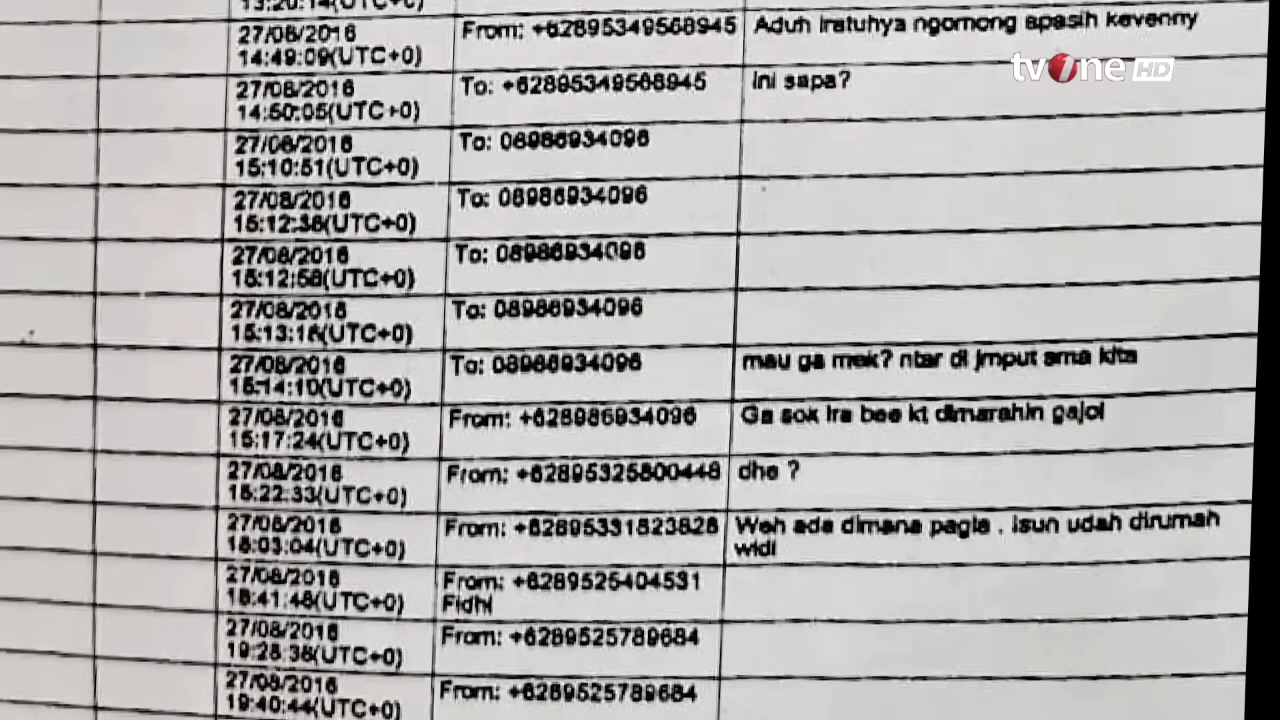 27/08/2016 From: +62895349568945 Aduh iratuhya ngomong apasih kevenny
14:49:09(UTC+0)
tvOne HD
27/08/2016 To: +62895349568945 Ini sapa?
14:50:05(UTC+0)
27/08/2016 To: 08986934096
15:10:51(UTC+0)
27/08/2016 To: 08986934096
15:12:38(UTC+0)
27/08/2016 To: 08986934096
15:12:58(UTC+0)
27/08/2016 To: 08986934096
15:13:16(UTC+0)
27/08/2016 To: 08986934096 mau ga mek? ntar di jmput ama kita
15:14:10(UTC+0)
27/08/2016 From: +628986934096 Ga sok ira bee kt dimarahin gajol
15:17:24(UTC+0)
27/08/2016 From: +62895325800448 dhe ?
15:22:33(UTC+0)
27/08/2016 From: +62895331823828 Weh ada dimana pagla . isun udah dirumah
18:03:04(UTC+0) widi
27/08/2016 From: +6289525404531
18:41:48(UTC+0) Fidhi
27/08/2016 From: +6289525789684
19:28:38(UTC+0)
27/08/2016 From: +6289525789684
19:40:44(UTC+0)